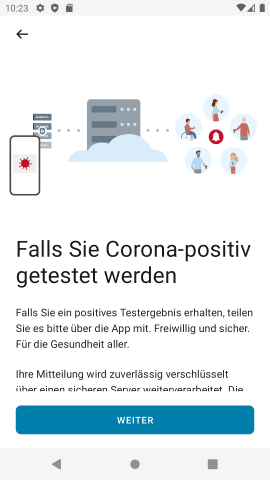 10:23
Falls Sie Corona-positiv
getestet werden
Falls Sie ein positives Testergebnis erhalten, teilen
Sie es bitte über die App mit. Freiwillig und sicher.
Für die Gesundheit aller.
Ihre Mitteilung wird zuverlässig verschlüsselt
über einen sicheren Server weiterverarbeitet. Die
WEITER